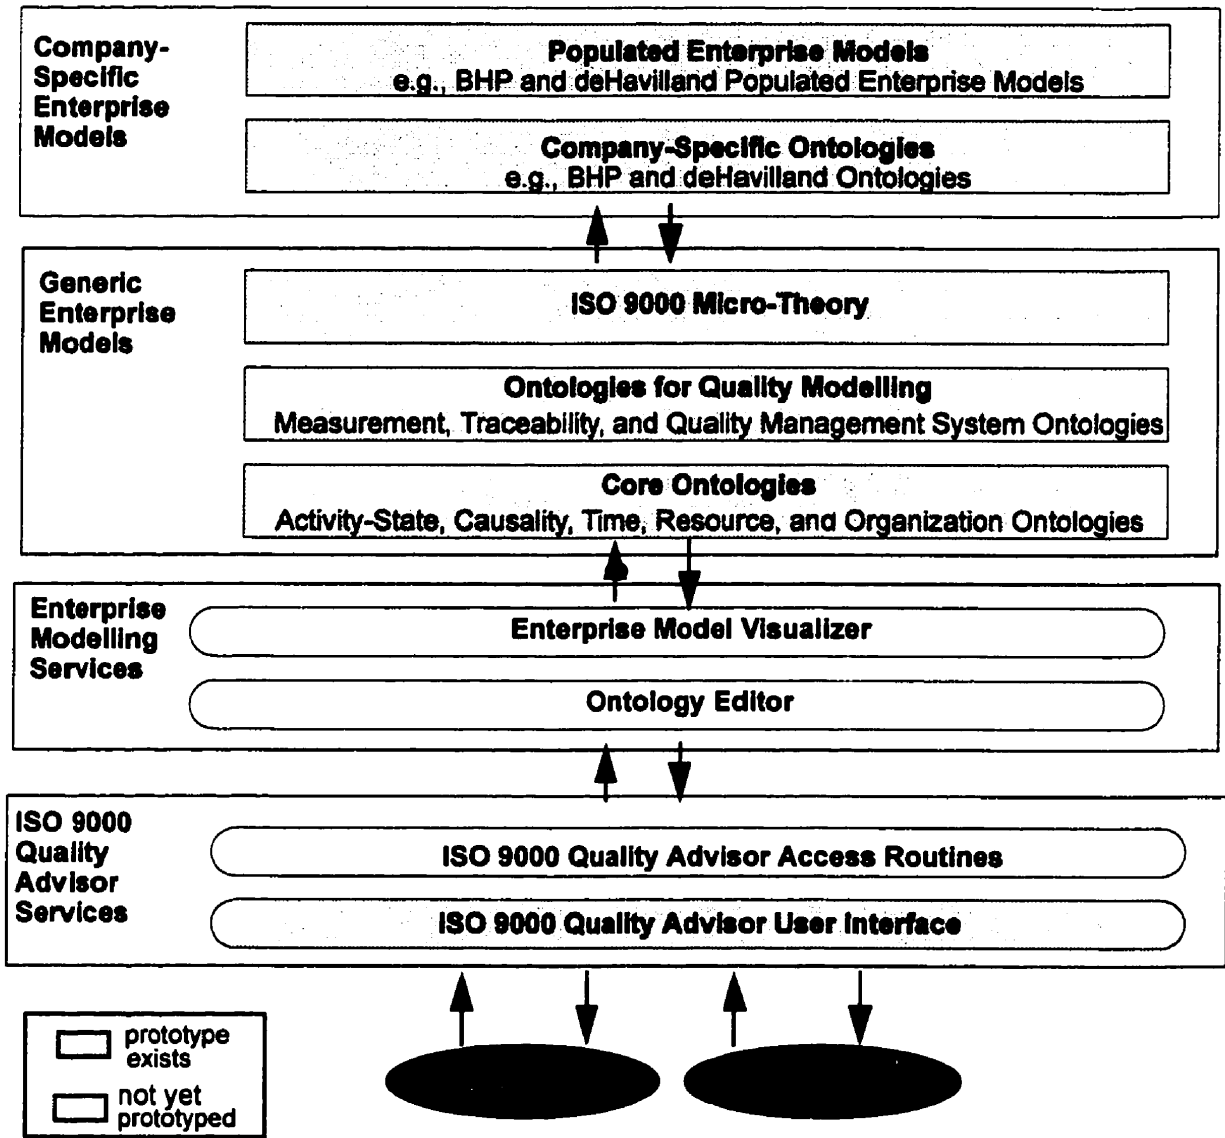 Company-
Specific
Enterprise
Models
Populated Enterprise Models
e.g., BHP and deHavilland Populated Enterprise Models
Company-Specific Ontologies
e.g., BHP and deHavilland Ontologies
Generic
Enterprise
Models
ISO 9000 Micro-Theory
Ontologies for Quality Modelling
Measurement, Traceability, and Quality Management System Ontologies
Core Ontologies
Activity-State, Causality, Time, Resource, and Organization Ontologies
Enterprise
Modelling
Services
Enterprise Model Visualizer
Ontology Editor
ISO 9000
Quality
Advisor
Services
ISO 9000 Quality Advisor Access Routines
ISO 9000 Quality Advisor User Interface
prototype
exists
not yet
prototyped